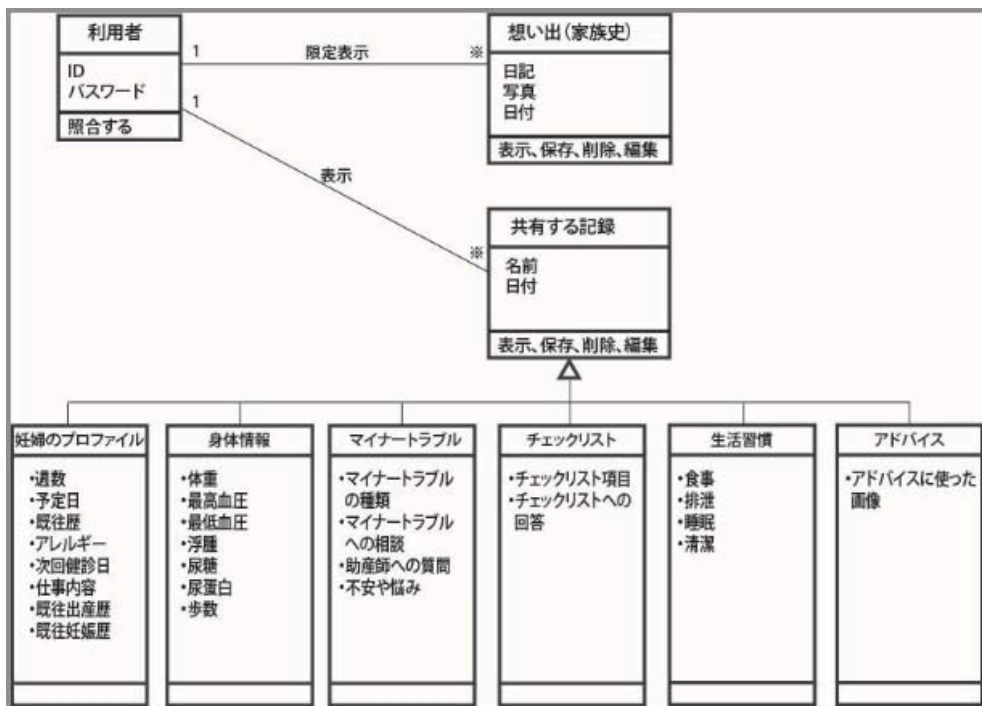 利用者
ID
パスワード
照合する
1
限定表示
※
1
表示
※
想い出(家族史)
日記
写真
日付
表示、保存、削除、編集
共有する記録
名前
日付
表示、保存、削除、編集
妊婦のプロファイル
・週数
・予定日
・既往歴
・アレルギー
・次回健診日
・仕事内容
・既往出産歴
・既往妊娠歴
身体情報
・体重
・最高血圧
・最低血圧
・浮腫
・尿糖
・尿蛋白
・歩数
マイナートラブル
・マイナートラブル
の種類
・マイナートラブル
への相談
・助産師への質問
・不安や悩み
チェックリスト
・チェックリスト項目
・チェックリストへの
回答
生活習慣
・食事
・排泄
・睡眠
・清潔
アドバイス
・アドバイスに使った
画像